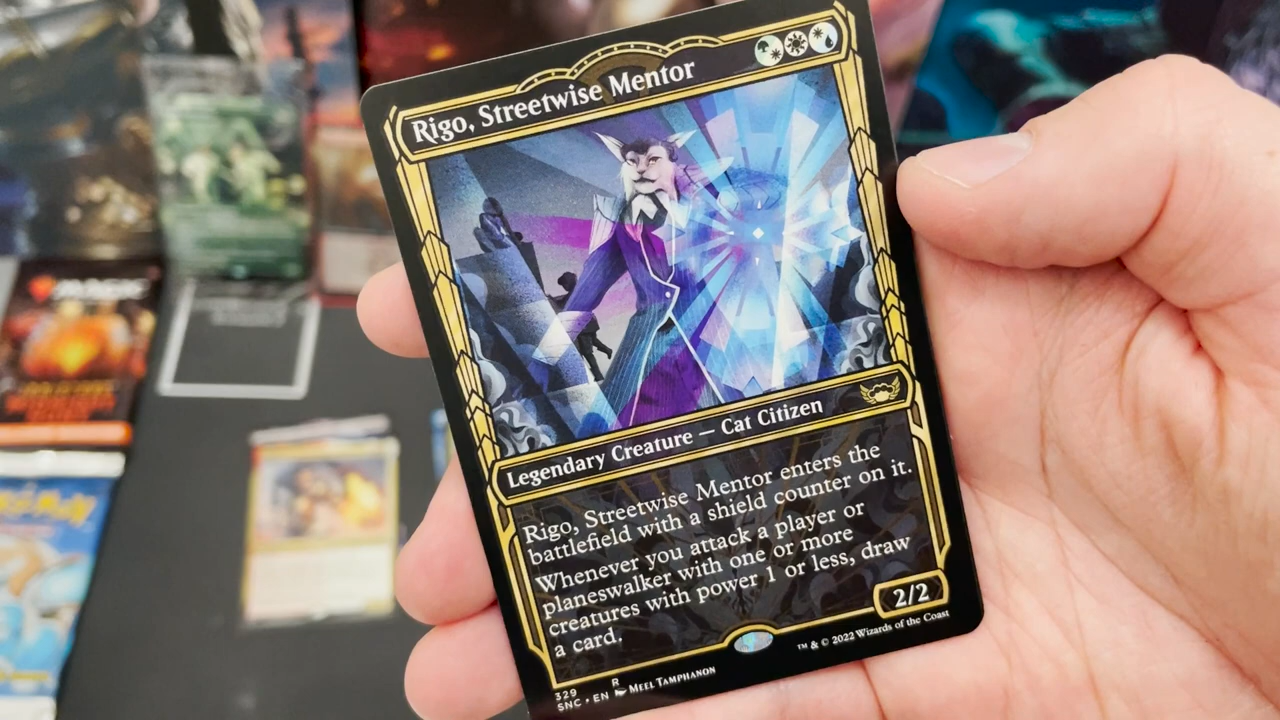 Rigo, Streetwise Mentor
Legendary Creature — Cat Citizen
Rigo, Streetwise Mentor enters the
battlefield with a shield counter on it.
Whenever you attack a player or
planeswalker with one or more
creatures with power 1 or less, draw
a card.
2/2
329 R
SNC • EN MEEL TAMPHANON
™ & © 2022 Wizards of the Coast
MAGIC